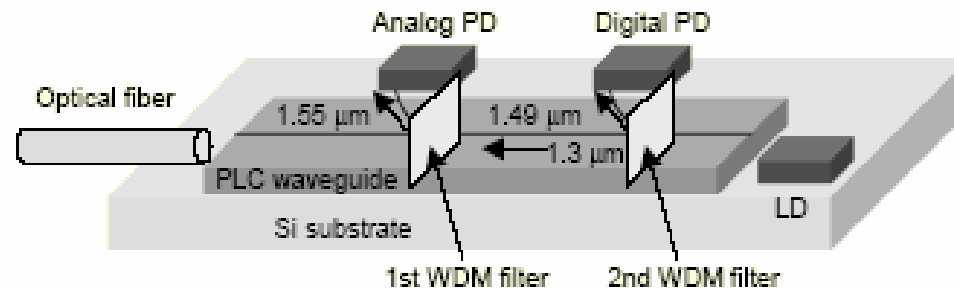 Analog PD
Digital PD
Optical fiber
1.55 µm
1.49 µm
1.3 µm
PLC waveguide
LD
Si substrate
1st WDM filter
2nd WDM filter